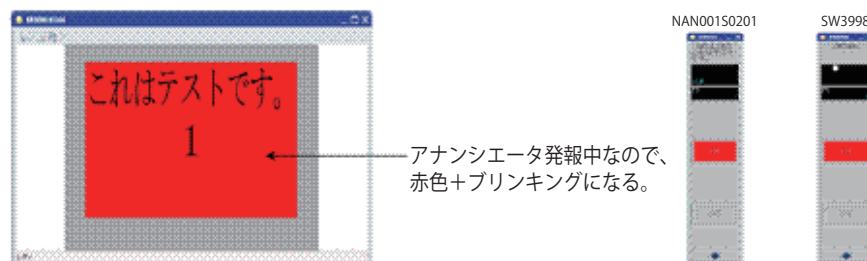 これはテストです。
1
アナンシエータ発報中なので、
赤色＋ブリンキングになる。
NAN001S0201
SW3998